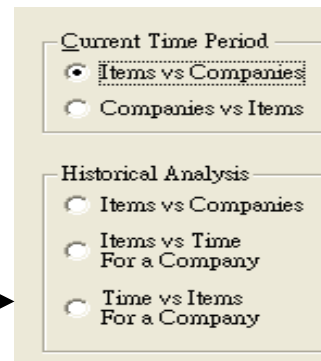 Current Time Period
Items vs Companies
Companies vs Items
Historical Analysis
Items vs Companies
Items vs Time
For a Company
Time vs Items
For a Company